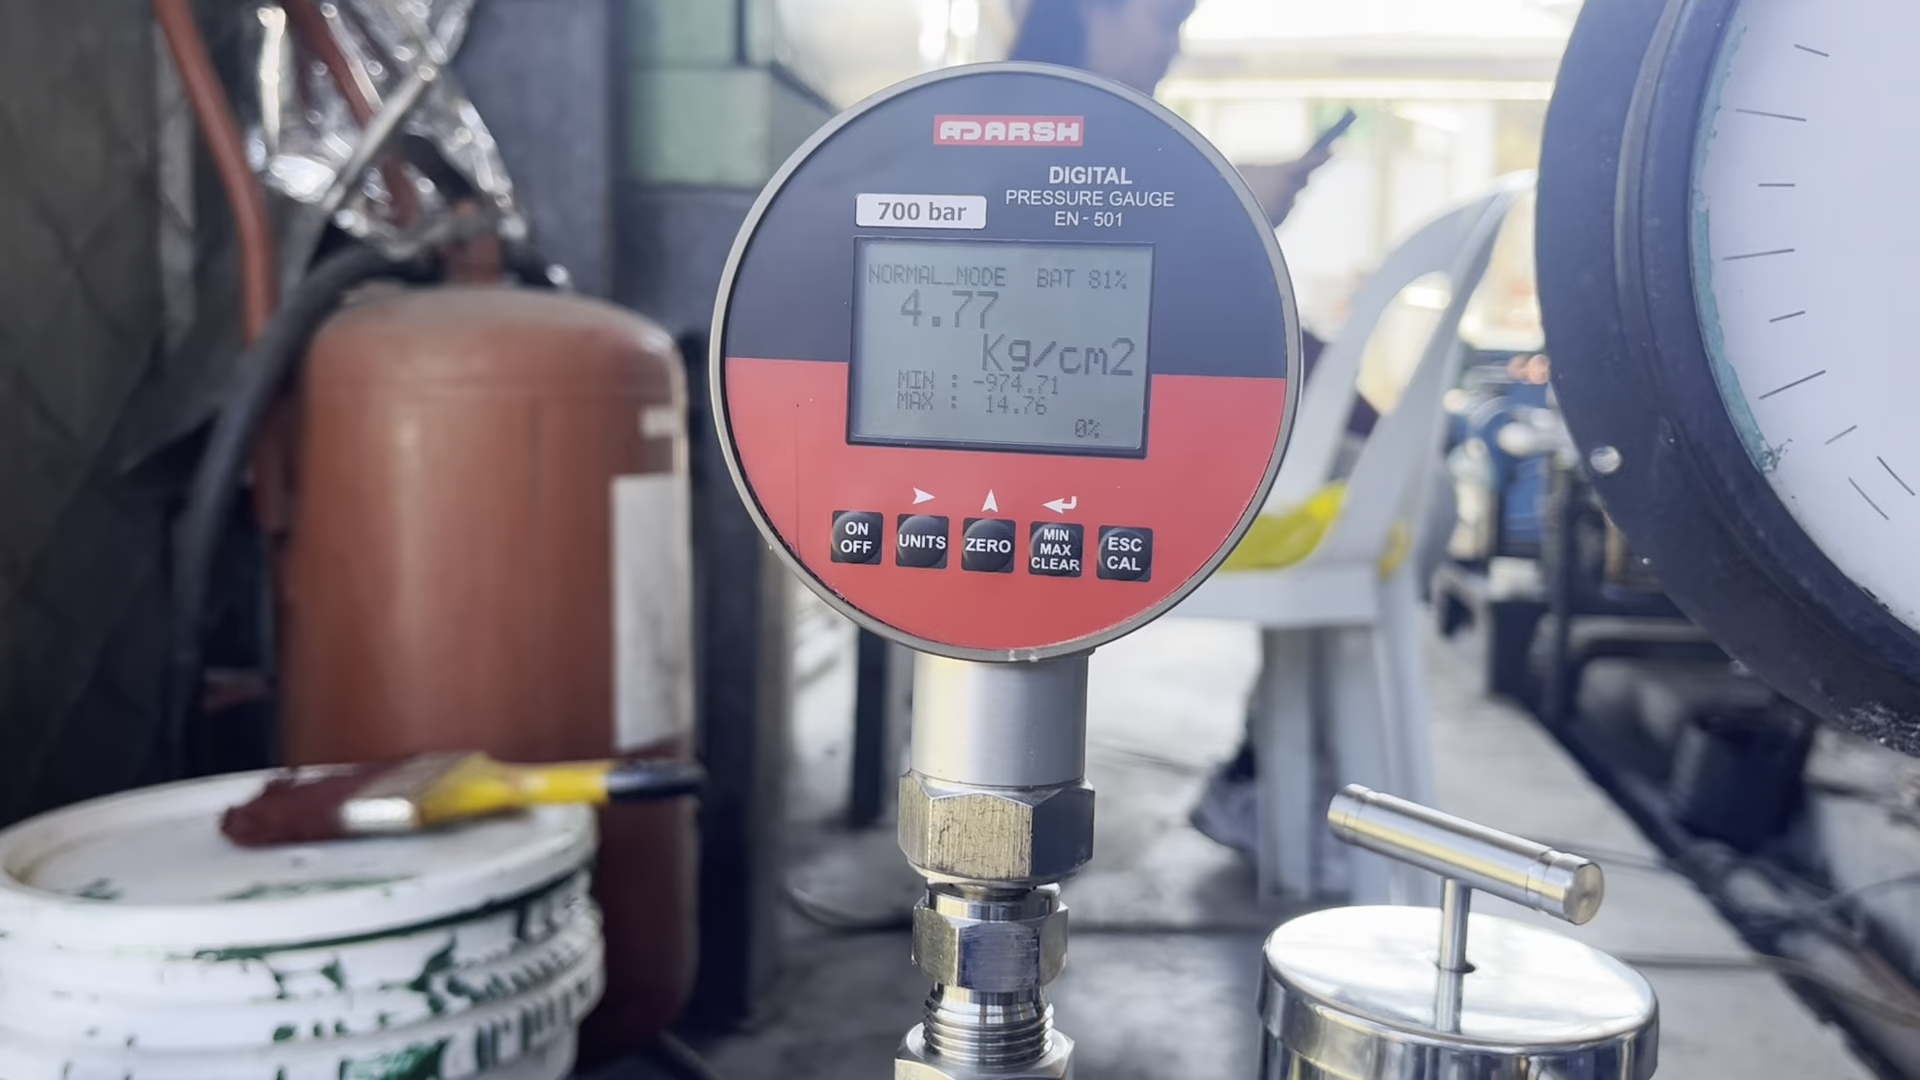 ADARSH
DIGITAL
PRESSURE GAUGE
EN - 501
700 bar
NORMAL_MODE BAT 81%
4.77
Kg/cm2
MIN : -974.71
MAX : 14.76
0%
ON
OFF
UNITS
ZERO
MIN
MAX
CLEAR
ESC
CAL